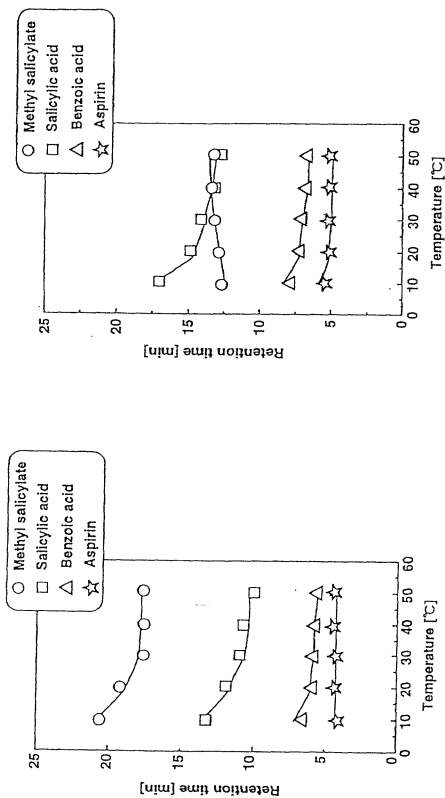 Methyl salicylate
Salicylic acid
Benzoic acid
Aspirin
25
20
15
10
5
0
Retention time [min]
0
10
20
30
40
50
60
Temperature [℃]
Methyl salicylate
Salicylic acid
Benzoic acid
Aspirin
25
20
15
10
5
0
Retention time [min]
0
10
20
30
40
50
60
Temperature [℃]